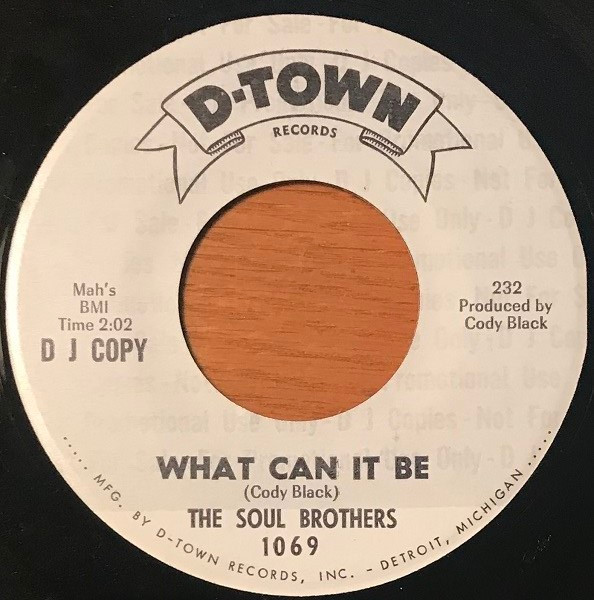 D-TOWN
RECORDS
Mah's
BMI
Time 2:02
D J COPY
232
Produced by
Cody Black
WHAT CAN IT BE
(Cody Black)
THE SOUL BROTHERS
1069
..... MFG. BY D-TOWN RECORDS, INC. – DETROIT, MICHIGAN .....